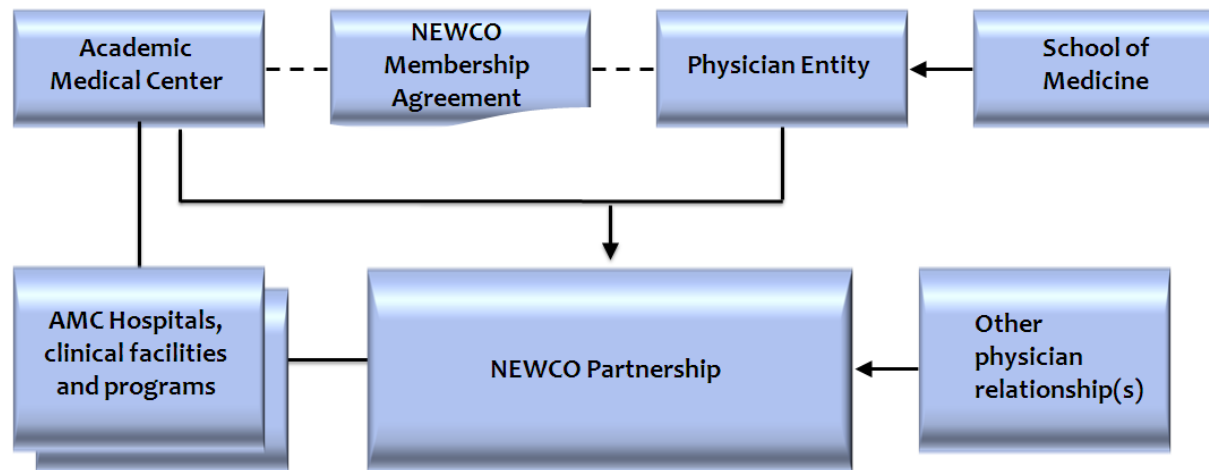 Academic
Medical Center
NEWCO
Membership
Agreement
Physician Entity
School of
Medicine
AMC Hospitals,
clinical facilities
and programs
NEWCO Partnership
Other
physician
relationship(s)